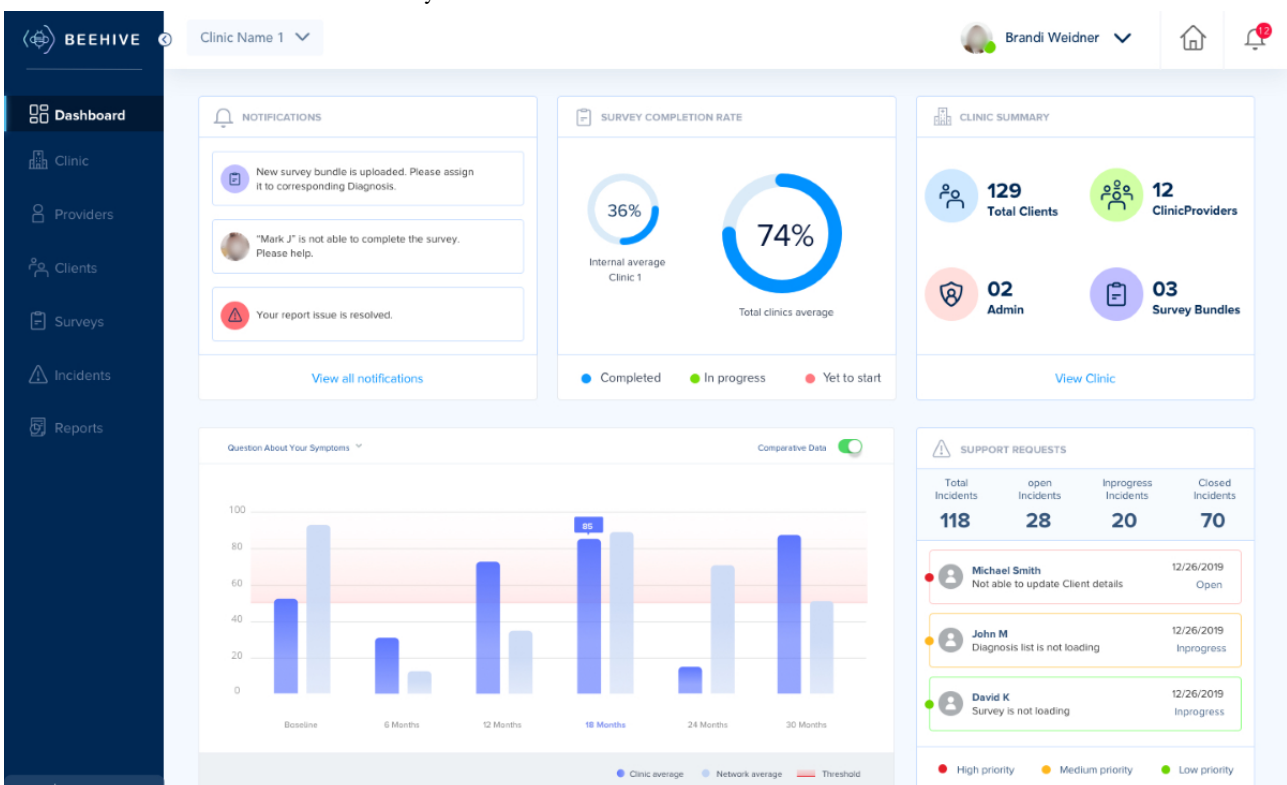 BEEHIVE
Clinic Name 1
Brandi Weidner
12
Dashboard
Clinic
Providers
Clients
Surveys
Incidents
Reports
NOTIFICATIONS
New survey bundle is uploaded. Please assign
it to corresponding Diagnosis.
"Mark J" is not able to complete the survey.
Please help.
Your report issue is resolved.
View all notifications
SURVEY COMPLETION RATE
36%
Internal average
Clinic 1
74%
Total clinics average
Completed
In progress
Yet to start
CLINIC SUMMARY
129
Total Clients
12
ClinicProviders
02
Admin
03
Survey Bundles
View Clinic
Question About Your Symptoms
Comparative Data
100
80
60
40
20
0
85
Baseline
6 Months
12 Months
18 Months
24 Months
30 Months
Clinic average
Network average
Threshold
SUPPORT REQUESTS
Total
Incidents
118
open
Incidents
28
Inprogress
Incidents
20
Closed
Incidents
70
Michael Smith
12/26/2019
Not able to update Client details
Open
John M
12/26/2019
Diagnosis list is not loading
Inprogress
David K
12/26/2019
Survey is not loading
Inprogress
High priority
Medium priority
Low priority